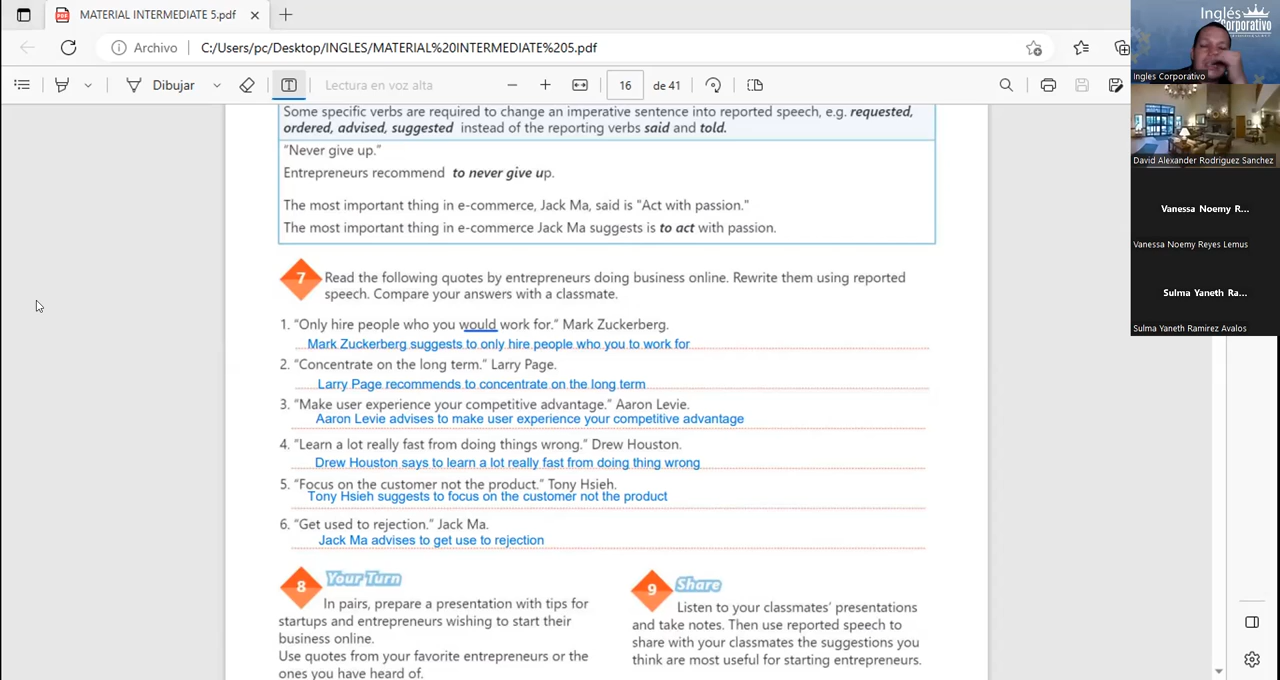 MATERIAL INTERMEDIATE 5.pdf
Archivo
C:/Users/pc/Desktop/INGLES/MATERIAL%20INTERMEDIATE%205.pdf
Dibujar
Lectura en voz alta
16
de 41
Some specific verbs are required to change an imperative sentence into reported speech, e.g. requested,
ordered, advised, suggested instead of the reporting verbs said and told.
“Never give up.”
Entrepreneurs recommend to never give up.
The most important thing in e-commerce, Jack Ma, said is "Act with passion."
The most important thing in e-commerce Jack Ma suggests is to act with passion.
7
Read the following quotes by entrepreneurs doing business online. Rewrite them using reported
speech. Compare your answers with a classmate.
1. “Only hire people who you would work for.” Mark Zuckerberg.
Mark Zuckerberg suggests to only hire people who you to work for
2. “Concentrate on the long term.” Larry Page.
Larry Page recommends to concentrate on the long term
3. “Make user experience your competitive advantage.” Aaron Levie.
Aaron Levie advises to make user experience your competitive advantage
4. “Learn a lot really fast from doing things wrong.” Drew Houston.
Drew Houston says to learn a lot really fast from doing thing wrong
5. “Focus on the customer not the product.” Tony Hsieh.
Tony Hsieh suggests to focus on the customer not the product
6. “Get used to rejection.” Jack Ma.
Jack Ma advises to get use to rejection
8
Your Turn
In pairs, prepare a presentation with tips for
startups and entrepreneurs wishing to start their
business online.
Use quotes from your favorite entrepreneurs or the
ones you have heard of.
9
Share
Listen to your classmates’ presentations
and take notes. Then use reported speech to
share with your classmates the suggestions you
think are most useful for starting entrepreneurs.
Inglés
Corporativo
Ingles Corporativo
David Alexander Rodriguez Sanchez
Vanessa Noemy R...
Vanessa Noemy Reyes Lemus
Sulma Yaneth Ra...
Sulma Yaneth Ramirez Avalos